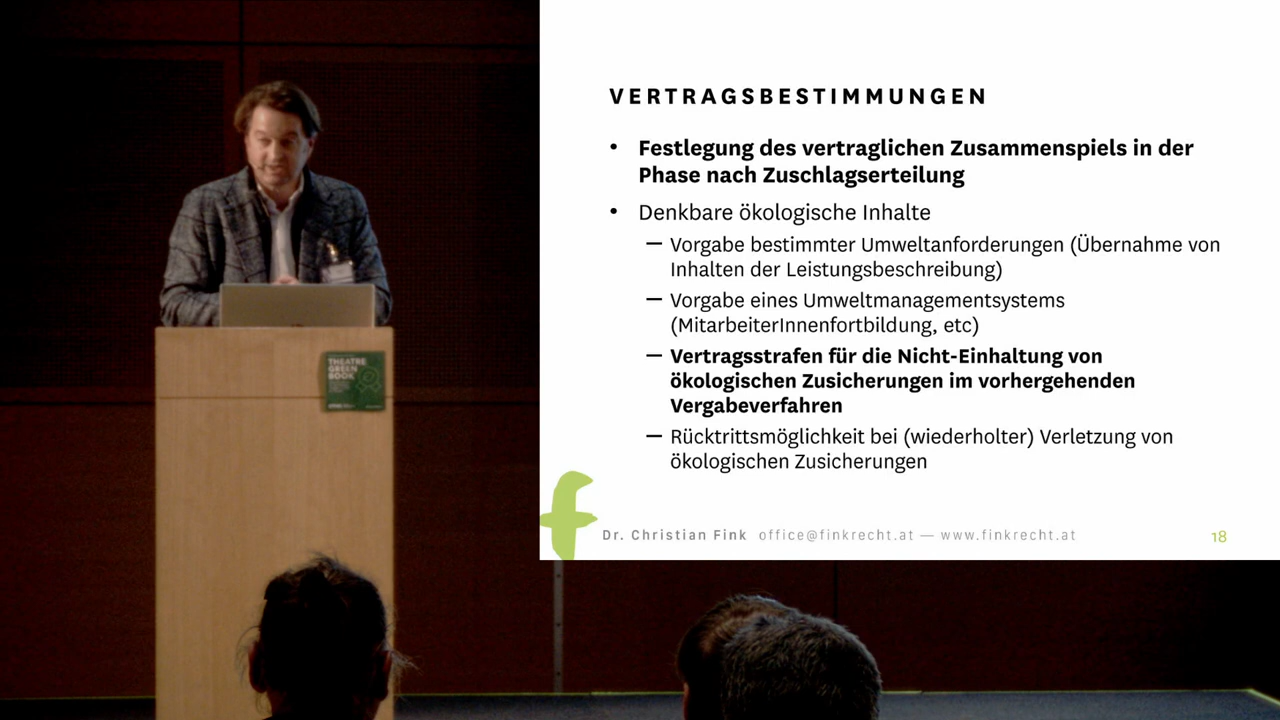 VERTRAGSBESTIMMUNGEN
• Festlegung des vertraglichen Zusammenspiels in der
Phase nach Zuschlagserteilung
• Denkbare ökologische Inhalte
— Vorgabe bestimmter Umweltanforderungen (Übernahme von
Inhalten der Leistungsbeschreibung)
— Vorgabe eines Umweltmanagementsystems
(MitarbeiterInnenfortbildung, etc)
— Vertragsstrafen für die Nicht-Einhaltung von
ökologischen Zusicherungen im vorhergehenden
Vergabeverfahren
— Rücktrittsmöglichkeit bei (wiederholter) Verletzung von
ökologischen Zusicherungen
f
Dr. Christian Fink office@finkrecht.at — www.finkrecht.at
18
THEATRE
GREEN
BOOK